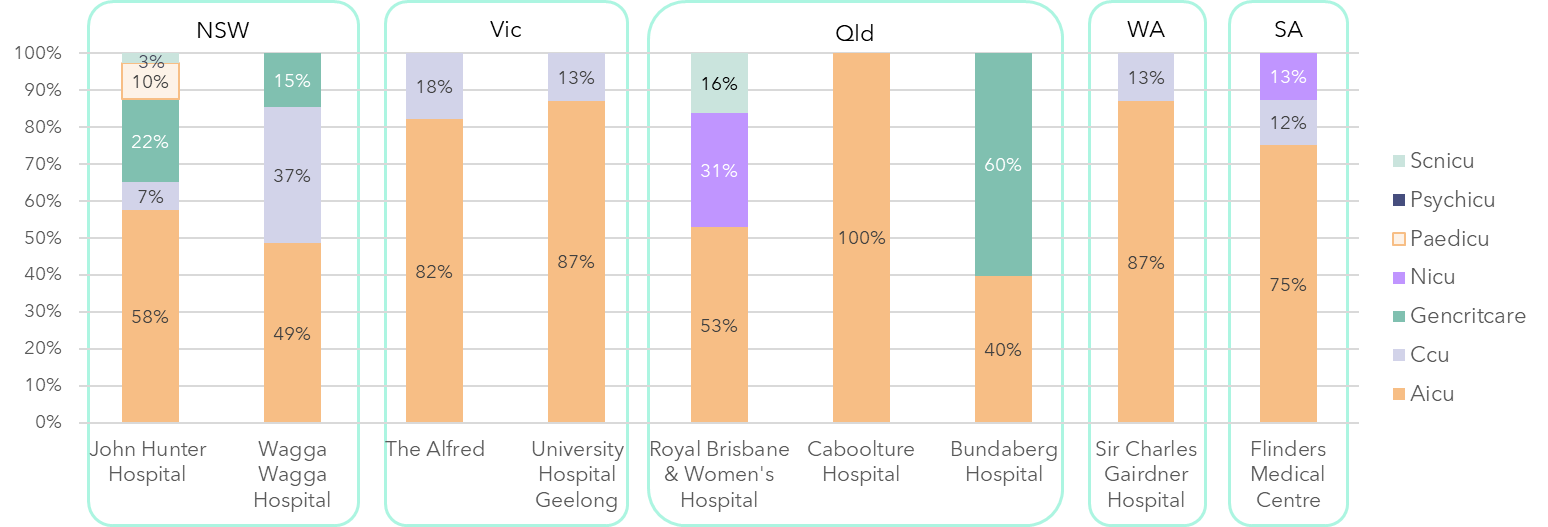 NSW
Vic
Qld
WA
SA
100%
90%
80%
70%
60%
50%
40%
30%
20%
10%
0%
3%
10%
22%
7%
58%
15%
37%
49%
18%
82%
13%
87%
16%
31%
53%
100%
60%
40%
13%
87%
13%
12%
75%
John Hunter
Hospital
Wagga
Wagga
Hospital
The Alfred
University
Hospital
Geelong
Royal Brisbane
& Women's
Hospital
Caboolture
Hospital
Bundaberg
Hospital
Sir Charles
Gairdner
Hospital
Flinders
Medical
Centre
Scnicu
Psychicu
Paedicu
Nicu
Gencritcare
Ccu
Aicu